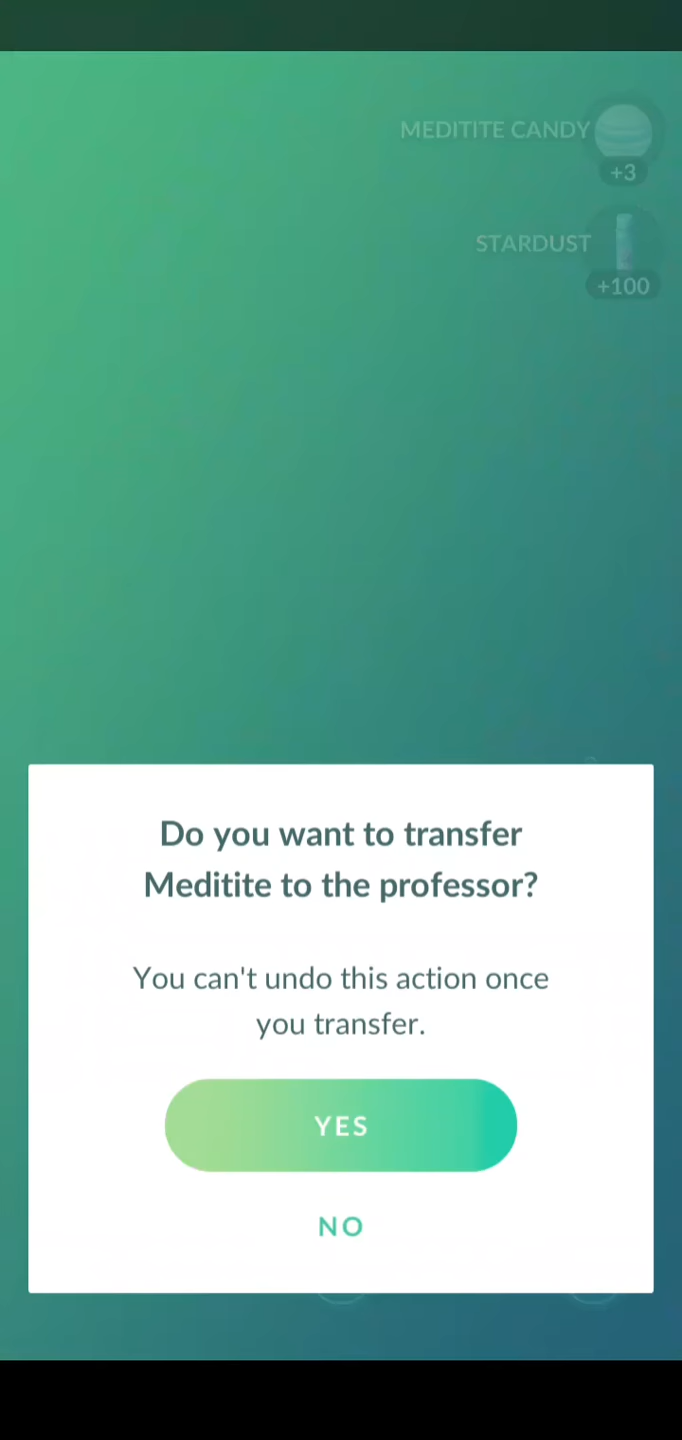 MEDITITE CANDY
+3
STARDUST
+100
Do you want to transfer
Meditite to the professor?
You can't undo this action once
you transfer.
YES
NO